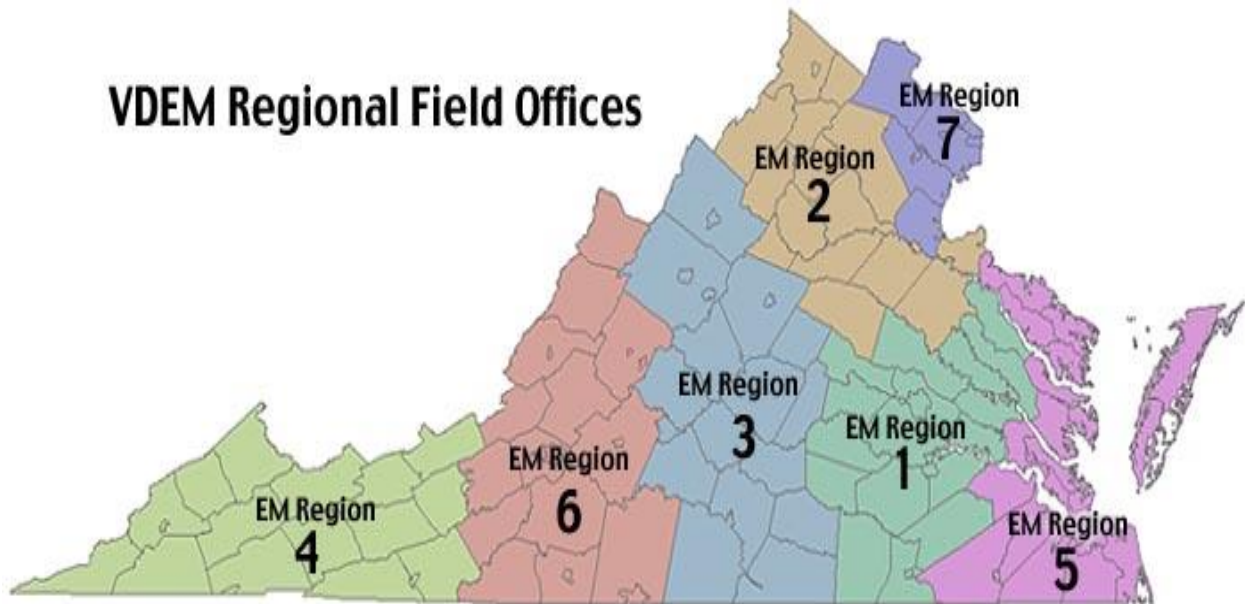 VDEM Regional Field Offices
EM Region
7
EM Region
2
EM Region
3
EM Region
1
EM Region
6
EM Region
4
EM Region
5